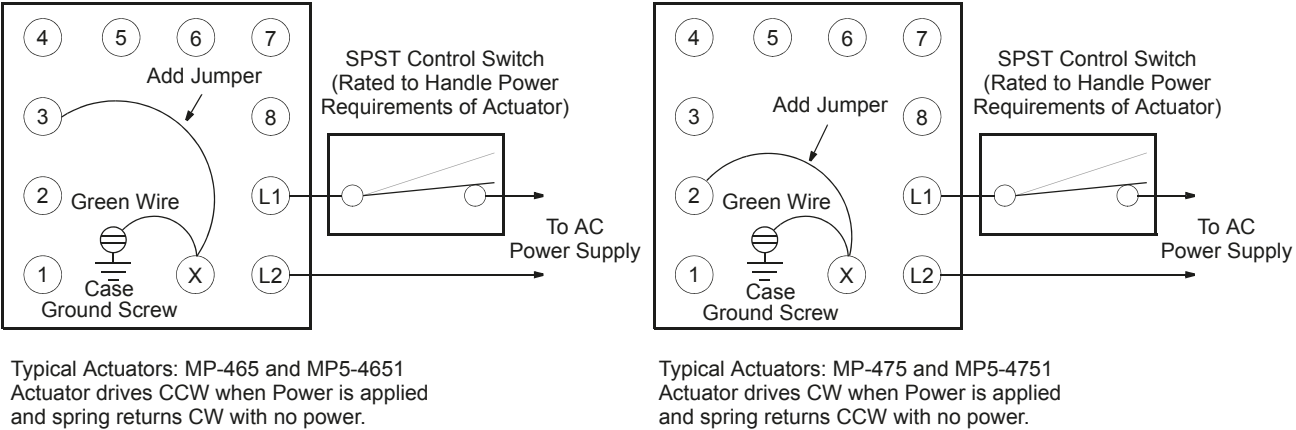 4 5 6 7
Add Jumper
3
8
2
Green Wire
L1
1
X
L2
Case
Ground Screw
SPST Control Switch
(Rated to Handle Power
Requirements of Actuator)
To AC
Power Supply
Typical Actuators: MP-465 and MP5-4651
Actuator drives CCW when Power is applied
and spring returns CW with no power.
4 5 6 7
Add Jumper
3
8
2
Green Wire
L1
1
X
L2
Case
Ground Screw
SPST Control Switch
(Rated to Handle Power
Requirements of Actuator)
To AC
Power Supply
Typical Actuators: MP-475 and MP5-4751
Actuator drives CW when Power is applied
and spring returns CCW with no power.